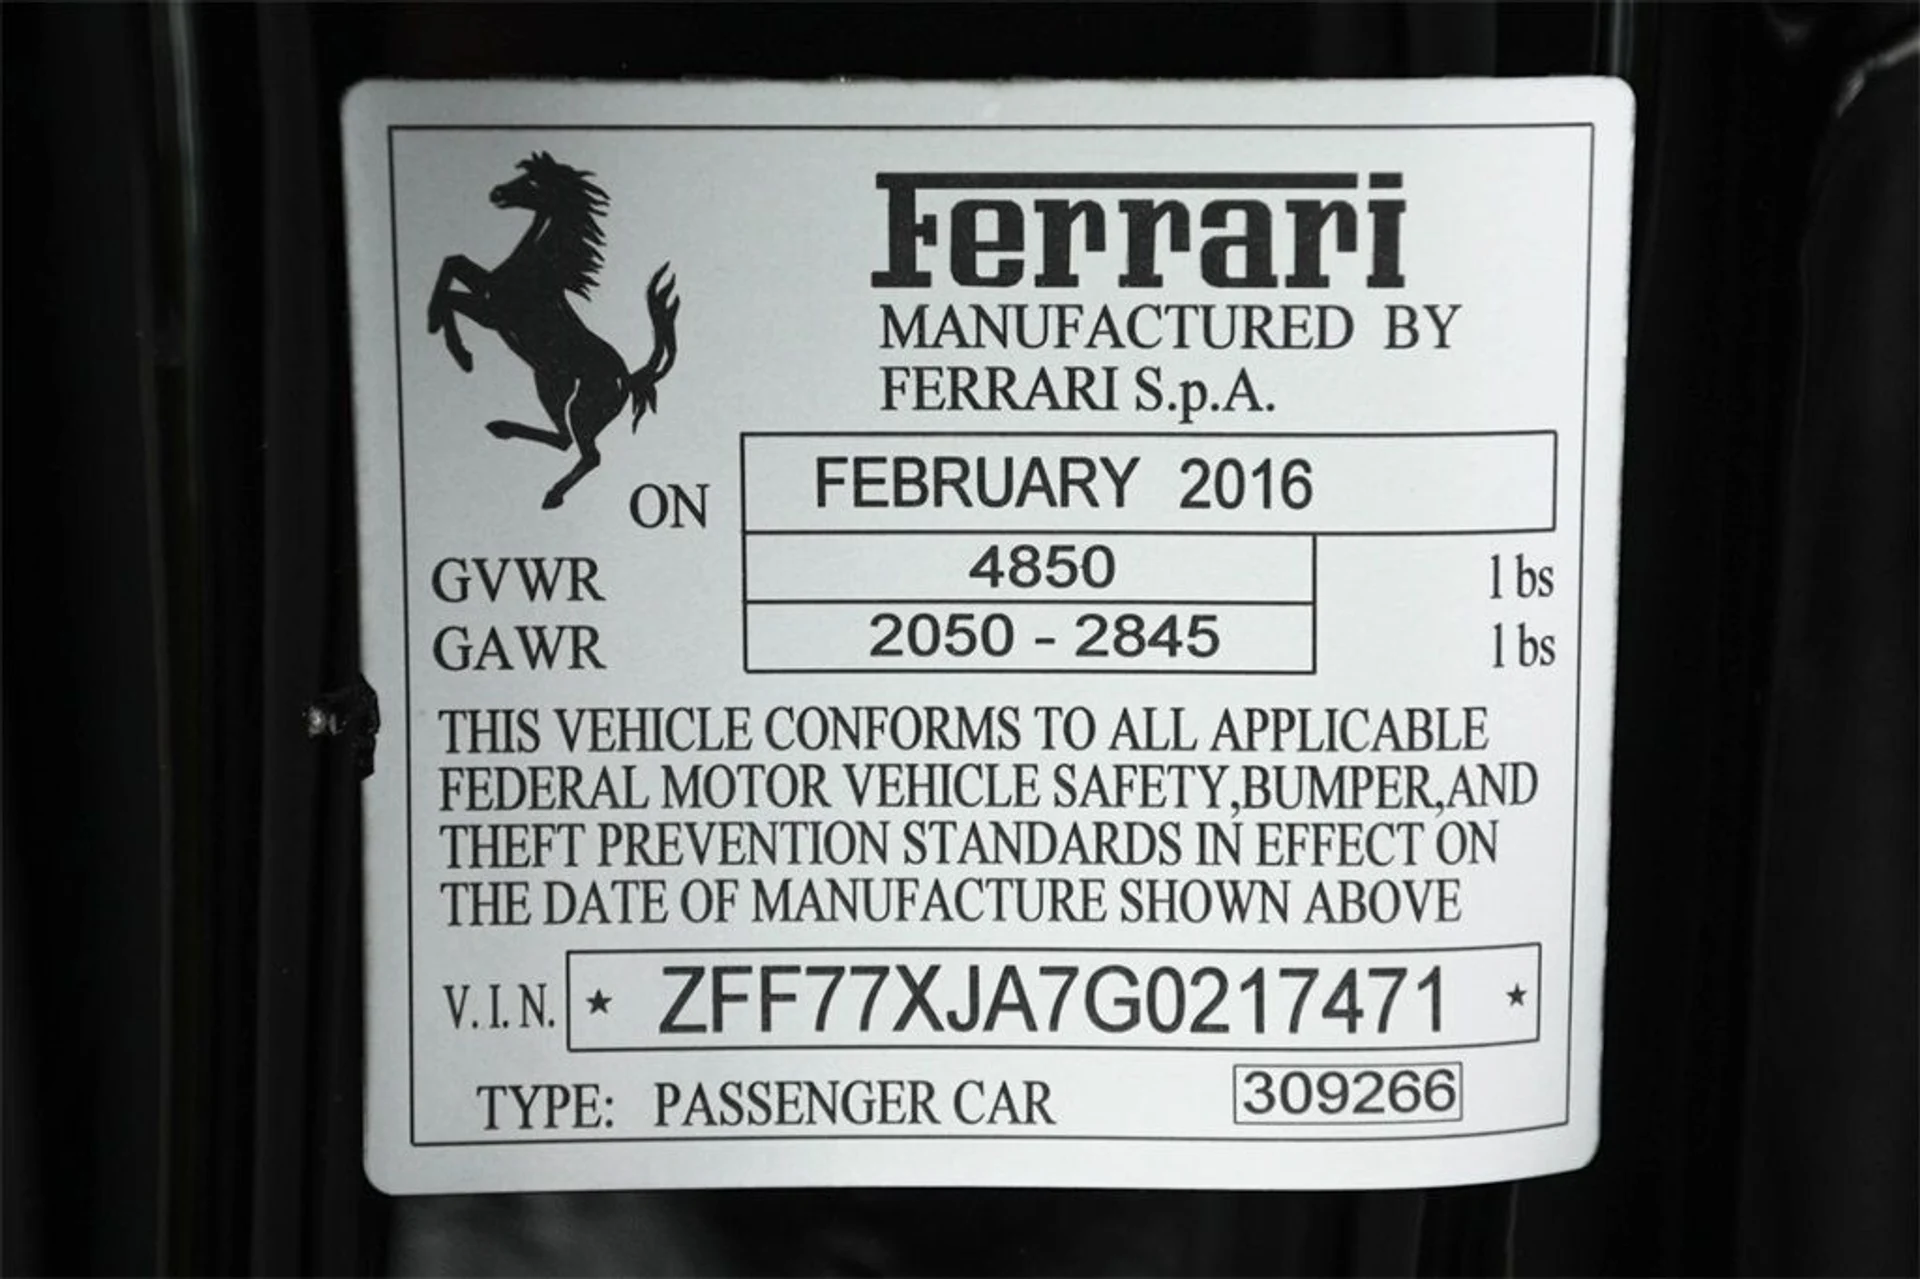 Ferrari
MANUFACTURED BY
FERRARI S.p.A.
ON FEBRUARY 2016
GVWR 4850 lbs
GAWR 2050 - 2845 lbs
THIS VEHICLE CONFORMS TO ALL APPLICABLE
FEDERAL MOTOR VEHICLE SAFETY,BUMPER,AND
THEFT PREVENTION STANDARDS IN EFFECT ON
THE DATE OF MANUFACTURE SHOWN ABOVE
V.I.N. ★ ZFF77XJA7G0217471 ★
TYPE: PASSENGER CAR 309266